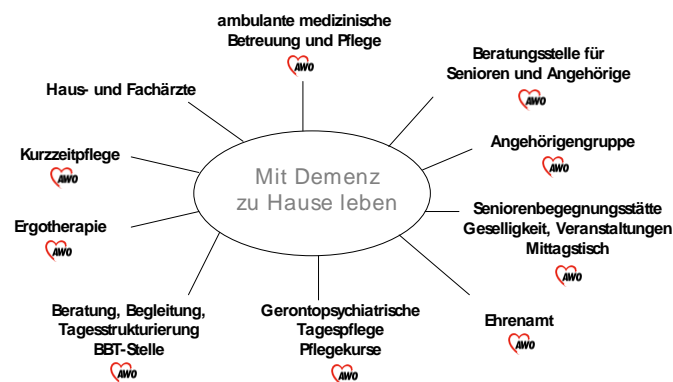 ambulante medizinische
Betreuung und Pflege
AWO
Beratungsstelle für
Senioren und Angehörige
AWO
Haus- und Fachärzte
Angehörigengruppe
AWO
Kurzzeitpflege
AWO
Mit Demenz
zu Hause leben
Seniorenbegegnungsstätte
Geselligkeit, Veranstaltungen
Mittagstisch
AWO
Ergotherapie
AWO
Beratung, Begleitung,
Tagesstrukturierung
BBT-Stelle
AWO
Gerontopsychiatrische
Tagespflege
Pflegekurse
AWO
Ehrenamt
AWO